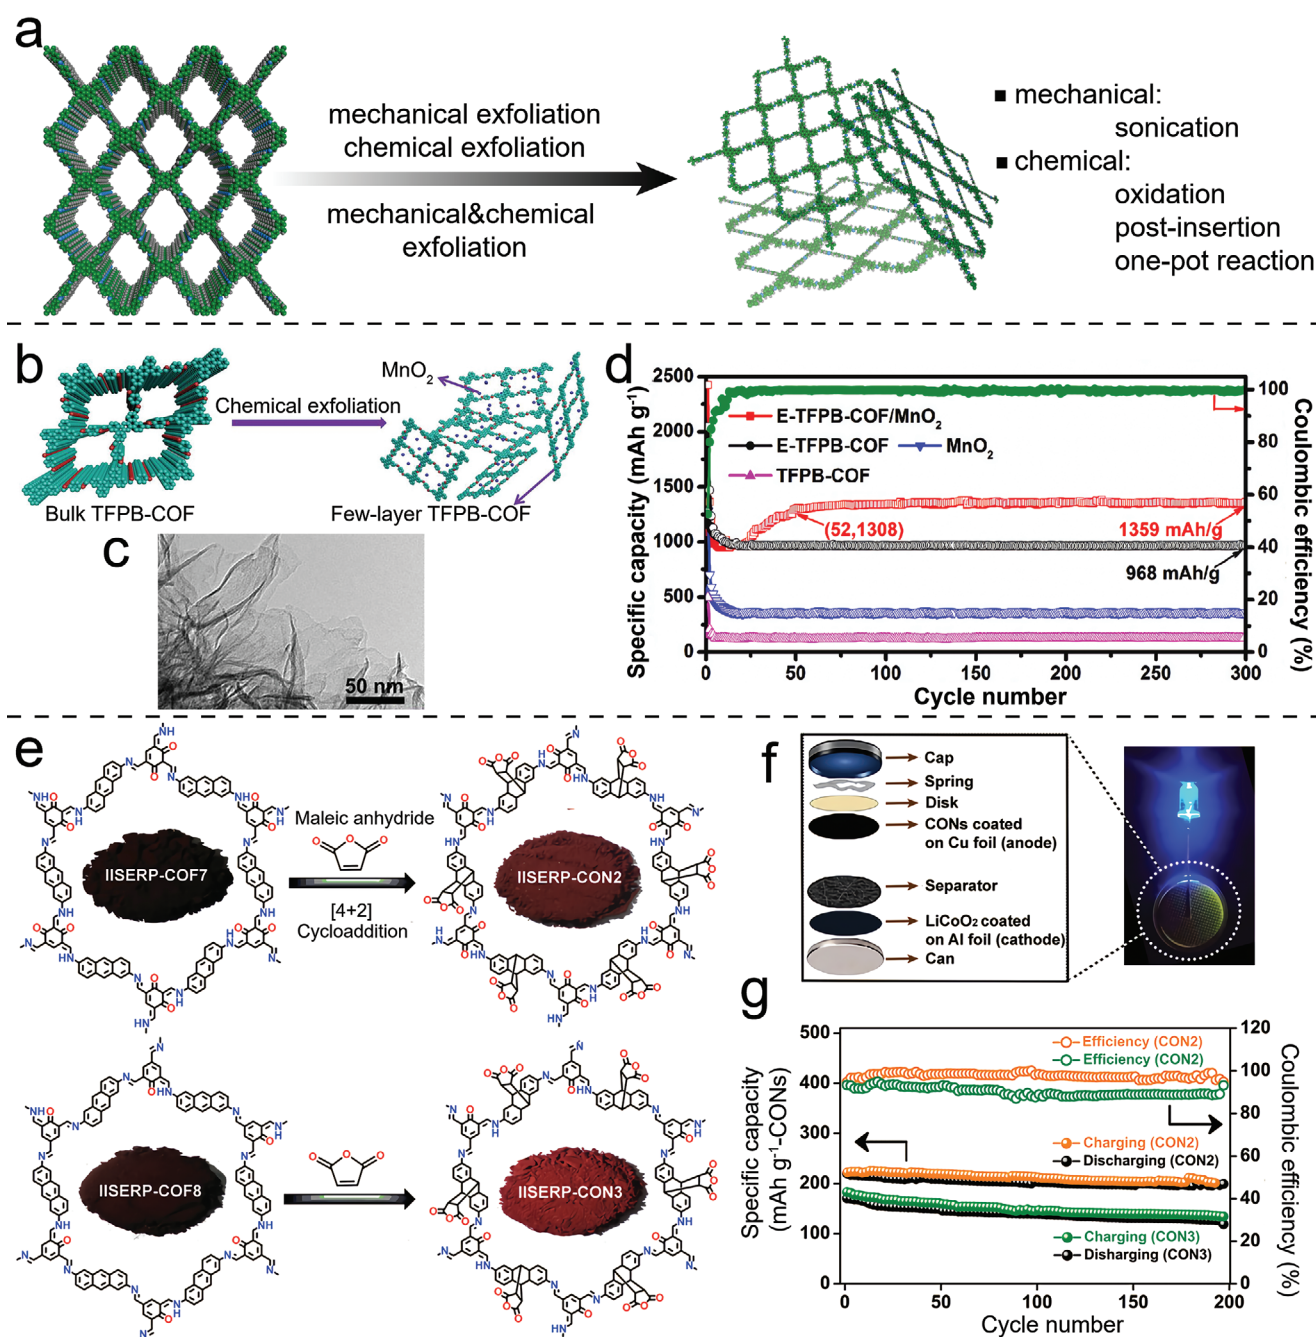 a
mechanical exfoliation
chemical exfoliation
mechanical&chemical
exfoliation
■ mechanical:
sonication
■ chemical:
oxidation
post-insertion
one-pot reaction
b
MnO2
Chemical exfoliation
Bulk TFPB-COF
Few-layer TFPB-COF
c
50 nm
d
Specific capacity (mAh g-1)
2500
2000
1500
1000
500
0
E-TFPB-COF/MnO2
E-TFPB-COF
MnO2
TFPB-COF
(52,1308)
1359 mAh/g
968 mAh/g
100
80
60
40
20
0
Coulombic efficiency (%)
0
50
100
150
200
250
300
Cycle number
e
IISERP-COF7
Maleic anhydride
[4+2]
Cycloaddition
IISERP-CON2
IISERP-COF8
IISERP-CON3
f
Cap
Spring
Disk
CONs coated
on Cu foil (anode)
Separator
LiCoO2 coated
on Al foil (cathode)
Can
g
Specific capacity
(mAh g-1-CONs)
500
400
300
200
100
0
Efficiency (CON2)
Efficiency (CON2)
Charging (CON2)
Discharging (CON2)
Charging (CON3)
Disharging (CON3)
120
100
80
60
40
20
0
Coulombic efficiency (%)
0
50
100
150
200
Cycle number